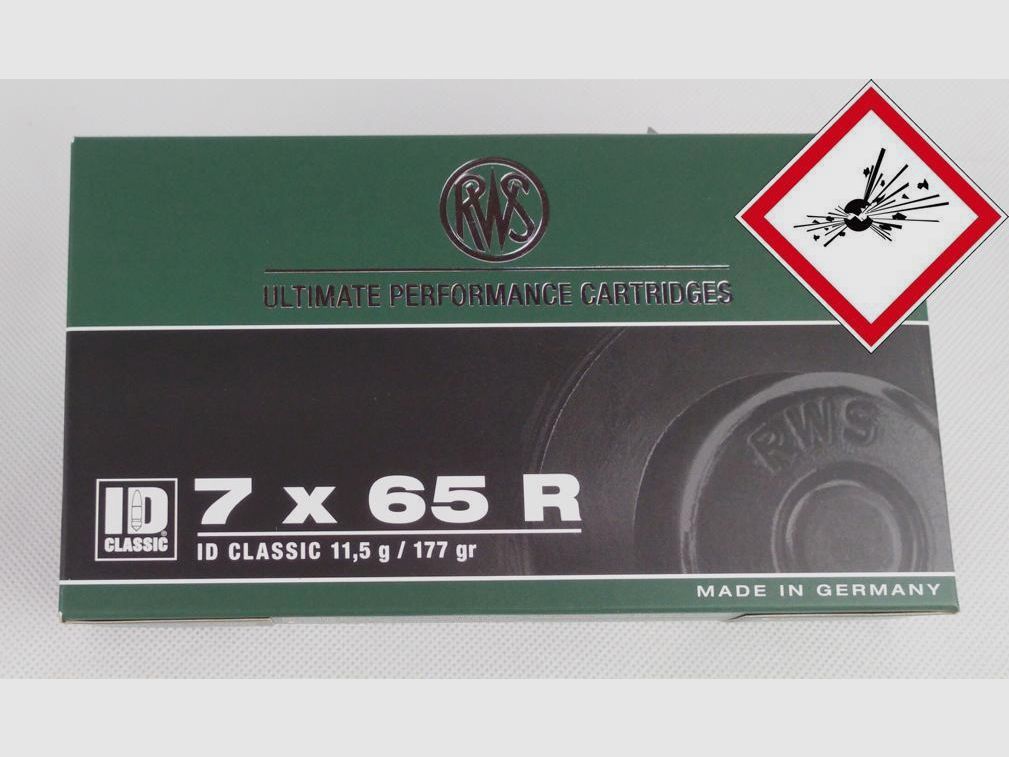 RWS
ULTIMATE PERFORMANCE CARTRIDGES
RWS
ID
CLASSIC
7 x 65 R
ID CLASSIC 11,5 g / 177 gr
MADE IN GERMANY